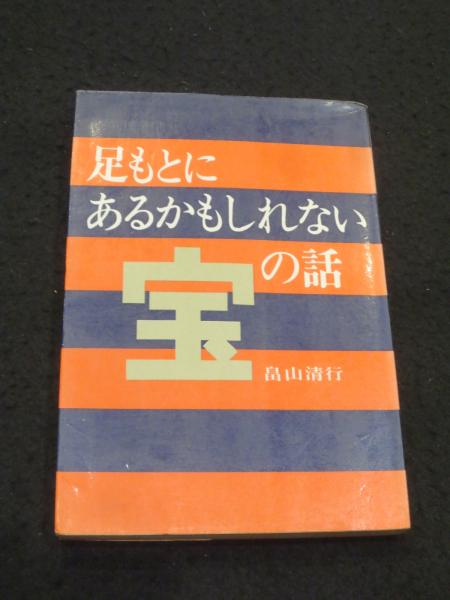 足もとに
あるかもしれない
宝の話
畠山清行